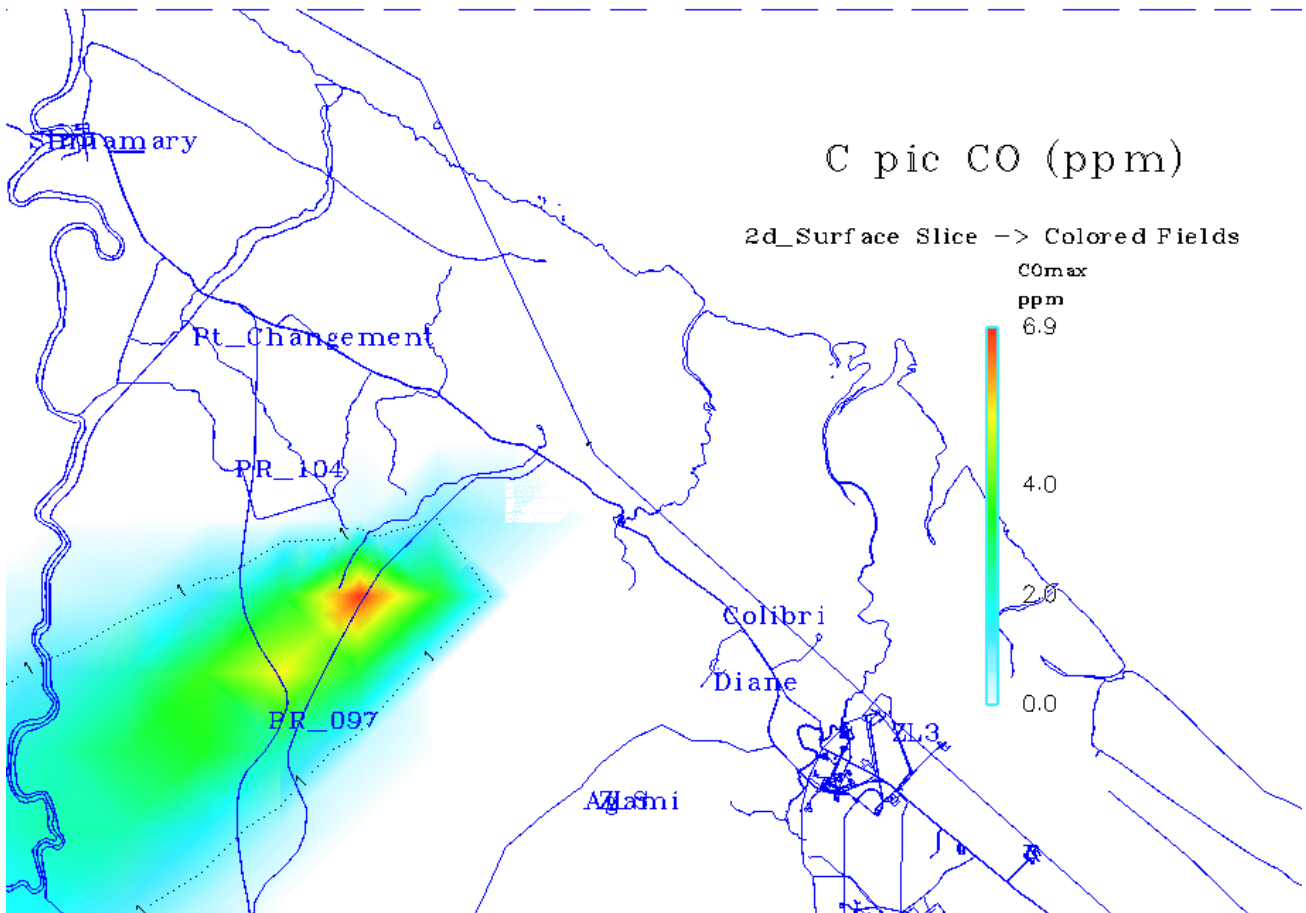 Sinnamary
C pic CO (ppm)
2d_Surface Slice -> Colored Fields
COmax
ppm
6.9
Pt_Changement
PR_104
4.0
2.0
Colibri
Diane
0.0
PR_097
ZL3
Agami